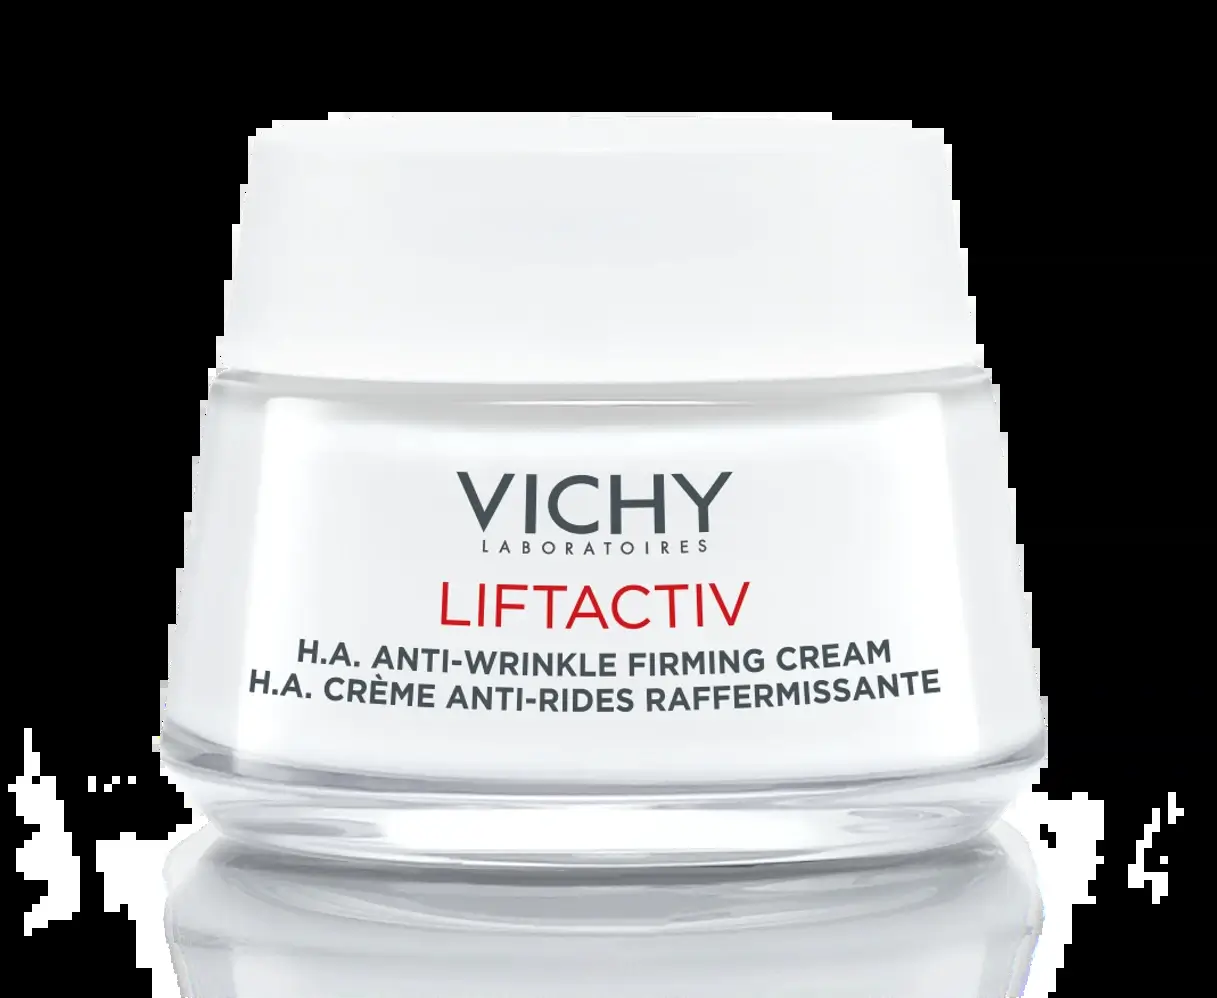 VICHY
LABORATOIRES
LIFTACTIV
H.A. ANTI-WRINKLE FIRMING CREAM
H.A. CRÈME ANTI-RIDES RAFFERMISSANTE